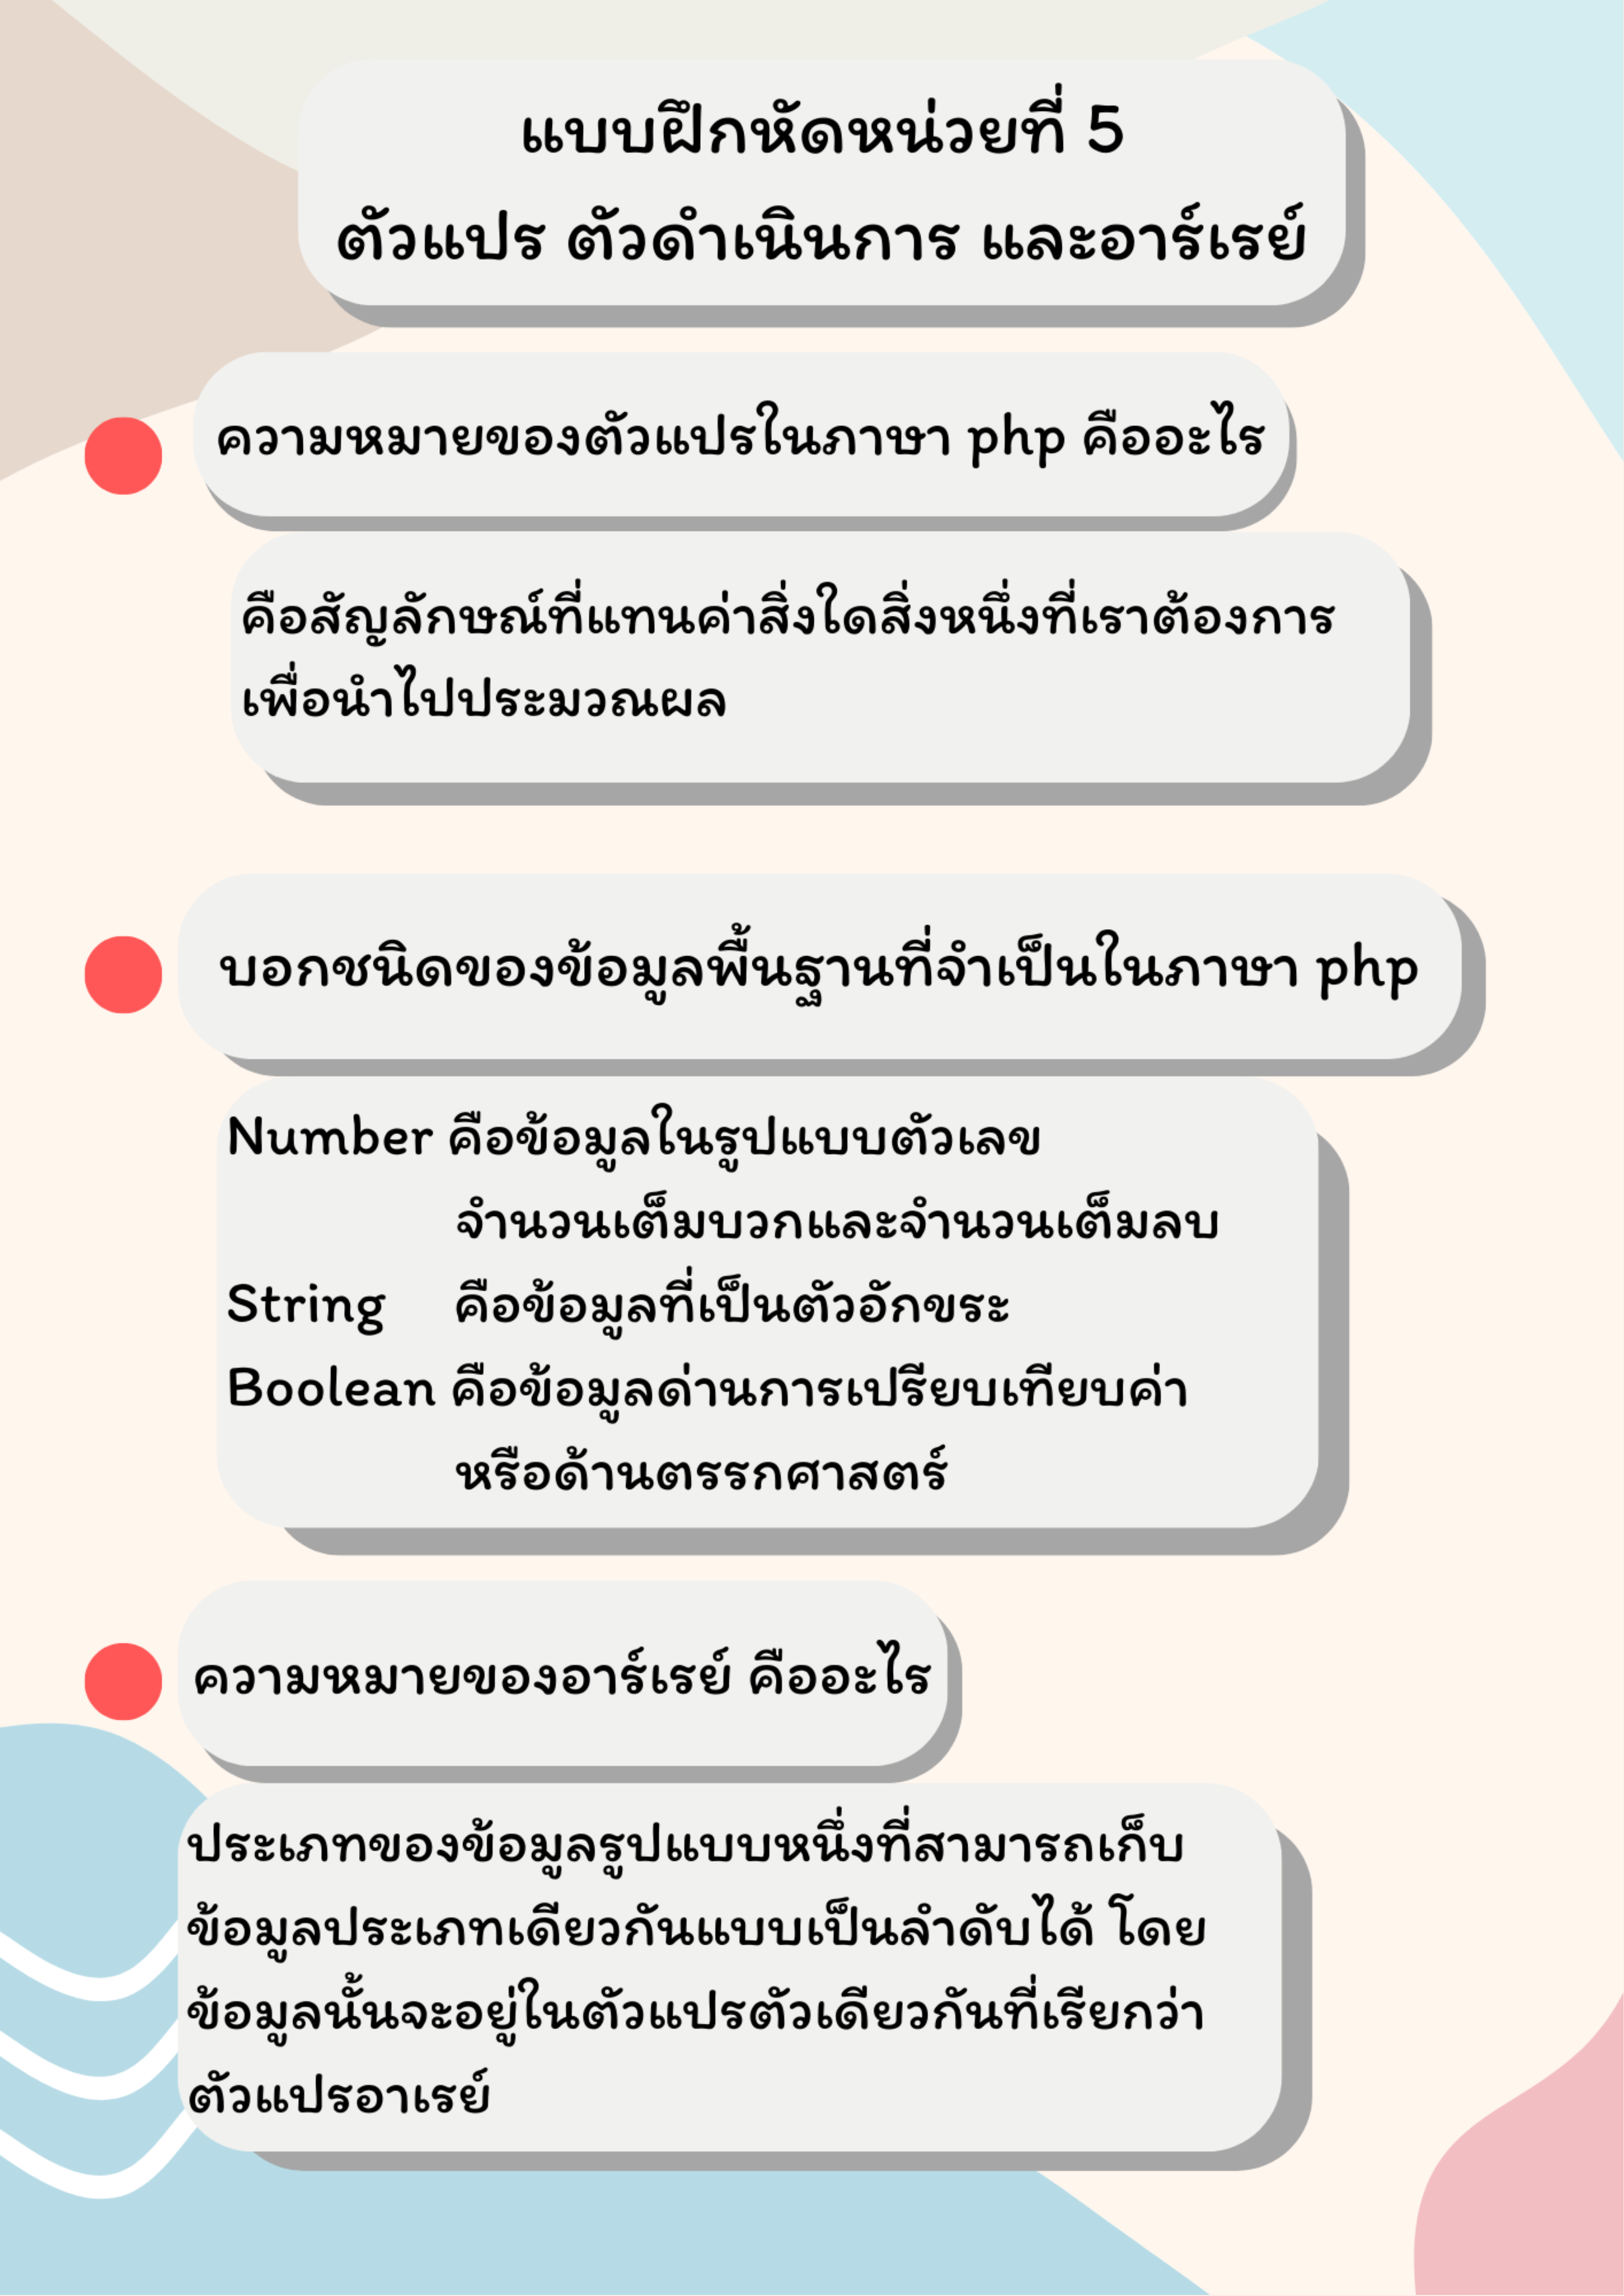 แบบฝึกหัดหน่วยที่ 5
ตัวแปร ตัวดำเนินการ และอาร์เรย์
ความหมายของตัวแปรในภาษา php คืออะไร
คือสัญลักษณ์ที่แทนค่าสิ่งใดสิ่งหนึ่งที่เราต้องการ
เพื่อนำไปประมวณผล
บอกชนิดของข้อมูลพื้นฐานที่จำเป็นในภาษา php
Number คือข้อมูลในรูปแบบตัวเลข
จำนวนเต็มบวกและจำนวนเต็มลบ
String คือข้อมูลที่เป็นตัวอักขระ
Boolean คือข้อมูลด่านการเปรียบเทียบค่า
หรือด้านตรรกศาสตร์
ความหมายของอาร์เรย์ คืออะไร
ประเภทของข้อมูลรูปแบบหนึ่งที่สามารถเก็บ
ข้อมูลประเภทเดียวกันแบบเป็นลำดับได้ โดย
ข้อมูลนั้นจะอยู่ในตัวแปรตัวเดียวกันที่เรียกว่า
ตัวแปรอาเรย์